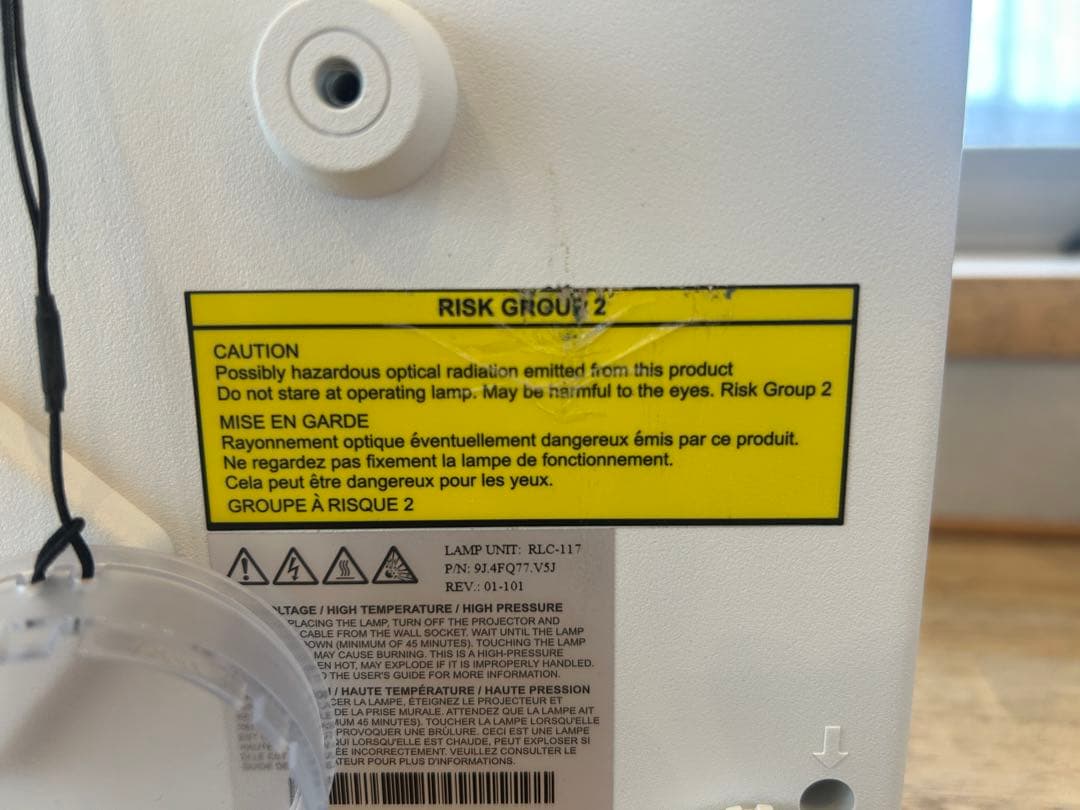 RISK GROUP 2
CAUTION
Possibly hazardous optical radiation emitted from this product
Do not stare at operating lamp. May be harmful to the eyes. Risk Group 2
MISE EN GARDE
Rayonnement optique éventuellement dangereux émis par ce produit.
Ne regardez pas fixement la lampe de fonctionnement.
Cela peut être dangereux pour les yeux.
GROUPE À RISQUE 2
LAMP UNIT: RLC-117
P/N: 9J.4FQ77.V5J
REV.: 01-101
/ HIGH TEMPERATURE / HIGH PRESSURE
THE LAMP, TURN OFF THE PROJECTOR AND
CABLE FROM THE WALL SOCKET. WAIT UNTIL THE LAMP
(MINIMUM OF 45 MINUTES). TOUCHING THE LAMP
MAY CAUSE BURNING. THIS IS A HIGH-PRESSURE
HOT, MAY EXPLODE IF IT IS IMPROPERLY HANDLED.
THE USER'S GUIDE FOR MORE INFORMATION.
/ HAUTE TEMPÉRATURE / HAUTE PRESSION
LA LAMPE, ÉTEIGNEZ LE PROJECTEUR ET
DE LA PRISE MURALE. ATTENDEZ QUE LA LAMPE AIT
45 MINUTES). TOUCHER LA LAMPE LORSQU'ELLE
PROVOQUER UNE BRÛLURE. CECI EST UNE LAMPE
QUI LORSQU'ELLE EST CHAUDE, PEUT EXPLOSER SI
INCORRECTEMENT. VEUILLEZ CONSULTER LE
POUR PLUS D'INFORMATIONS.